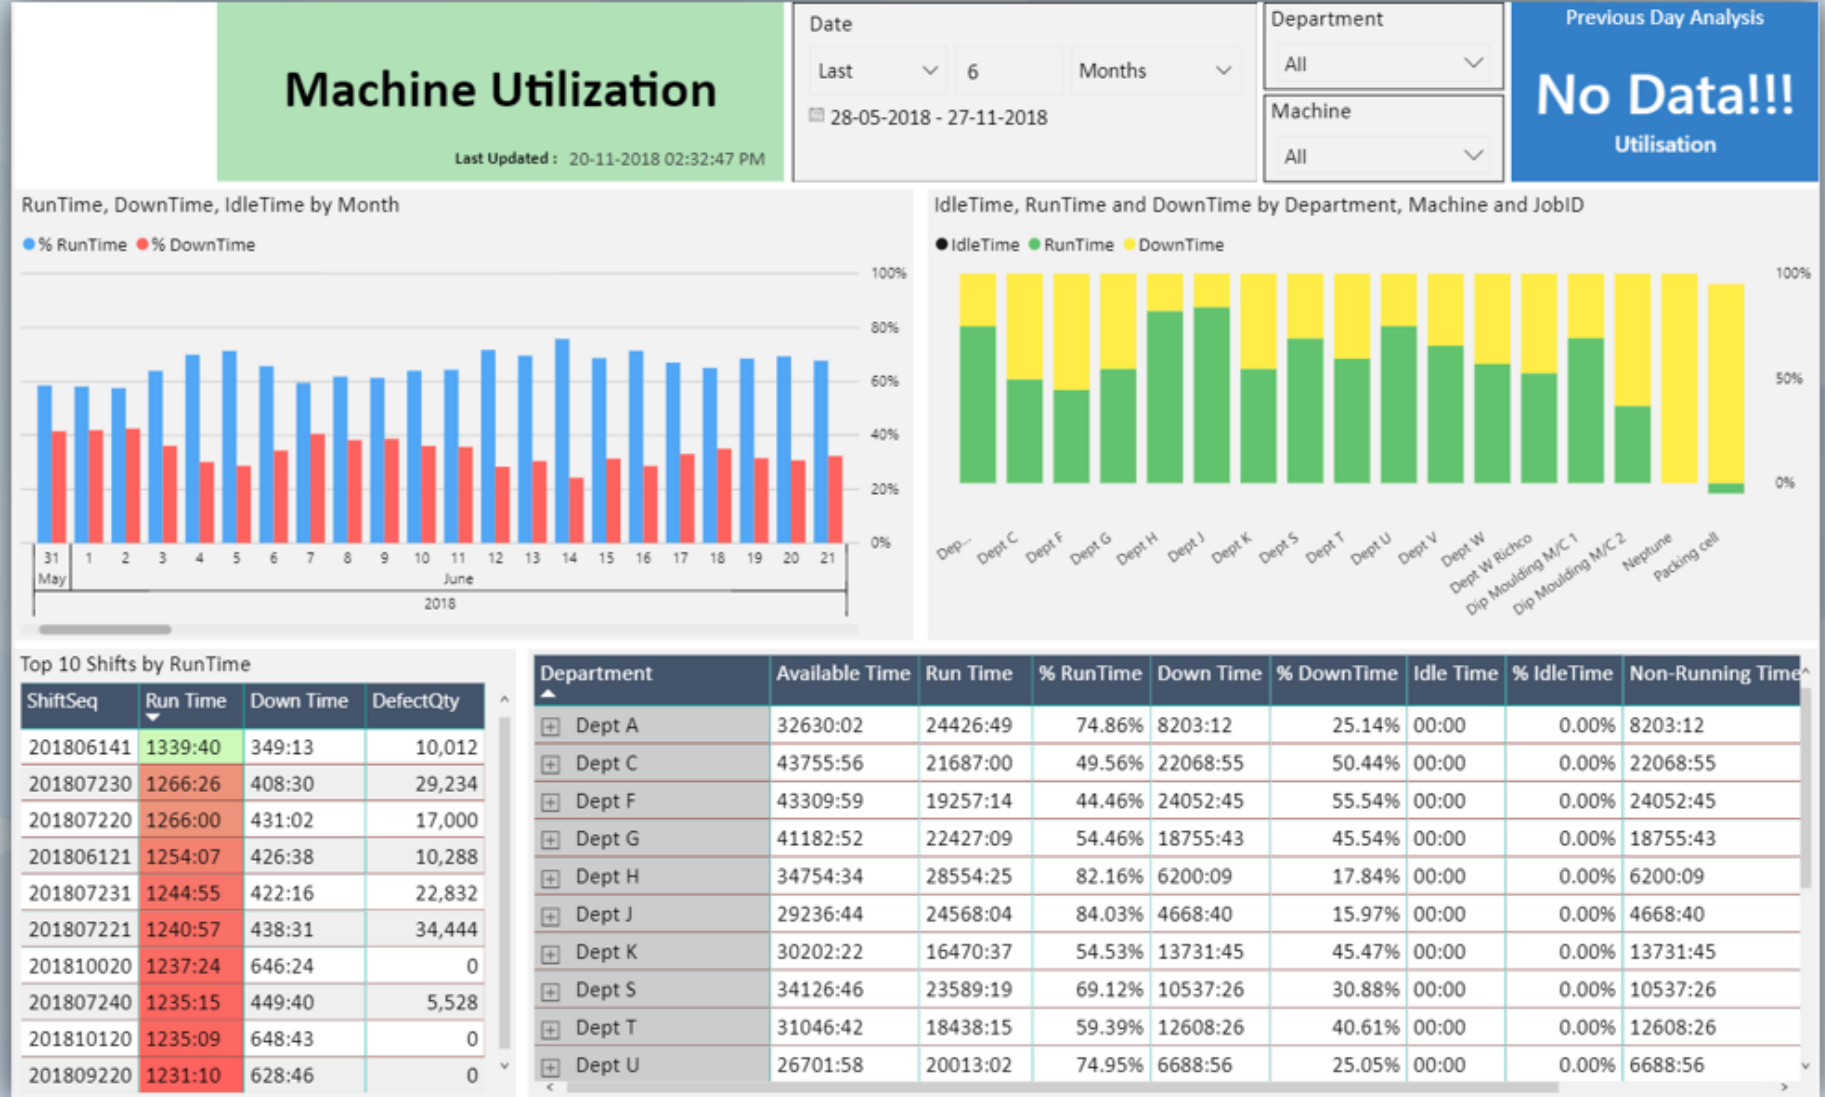 Machine Utilization
Last Updated : 20-11-2018 02:32:47 PM
Date
Last 6 Months
28-05-2018 - 27-11-2018
Department
All
Machine
All
Previous Day Analysis
No Data!!!
Utilisation
RunTime, DownTime, IdleTime by Month
% RunTime % DownTime
100%
80%
60%
40%
20%
0%
31 1 2 3 4 5 6 7 8 9 10 11 12 13 14 15 16 17 18 19 20 21
May June
2018
IdleTime, RunTime and DownTime by Department, Machine and JobID
IdleTime RunTime DownTime
100%
50%
0%
Dep...
Dept C
Dept F
Dept G
Dept H
Dept J
Dept K
Dept S
Dept T
Dept U
Dept V
Dept W
Dept W Richco
Dip Moulding M/C 1
Dip Moulding M/C 2
Neptune
Packing cell
Top 10 Shifts by RunTime
ShiftSeq Run Time Down Time DefectQty
201806141 1339:40 349:13 10,012
201807230 1266:26 408:30 29,234
201807220 1266:00 431:02 17,000
201806121 1254:07 426:38 10,288
201807231 1244:55 422:16 22,832
201807221 1240:57 438:31 34,444
201810020 1237:24 646:24 0
201807240 1235:15 449:40 5,528
201810120 1235:09 648:43 0
201809220 1231:10 628:46 0
Department Available Time Run Time % RunTime Down Time % DownTime Idle Time % IdleTime Non-Running Time
Dept A 32630:02 24426:49 74.86% 8203:12 25.14% 00:00 0.00% 8203:12
Dept C 43755:56 21687:00 49.56% 22068:55 50.44% 00:00 0.00% 22068:55
Dept F 43309:59 19257:14 44.46% 24052:45 55.54% 00:00 0.00% 24052:45
Dept G 41182:52 22427:09 54.46% 18755:43 45.54% 00:00 0.00% 18755:43
Dept H 34754:34 28554:25 82.16% 6200:09 17.84% 00:00 0.00% 6200:09
Dept J 29236:44 24568:04 84.03% 4668:40 15.97% 00:00 0.00% 4668:40
Dept K 30202:22 16470:37 54.53% 13731:45 45.47% 00:00 0.00% 13731:45
Dept S 34126:46 23589:19 69.12% 10537:26 30.88% 00:00 0.00% 10537:26
Dept T 31046:42 18438:15 59.39% 12608:26 40.61% 00:00 0.00% 12608:26
Dept U 26701:58 20013:02 74.95% 6688:56 25.05% 00:00 0.00% 6688:56